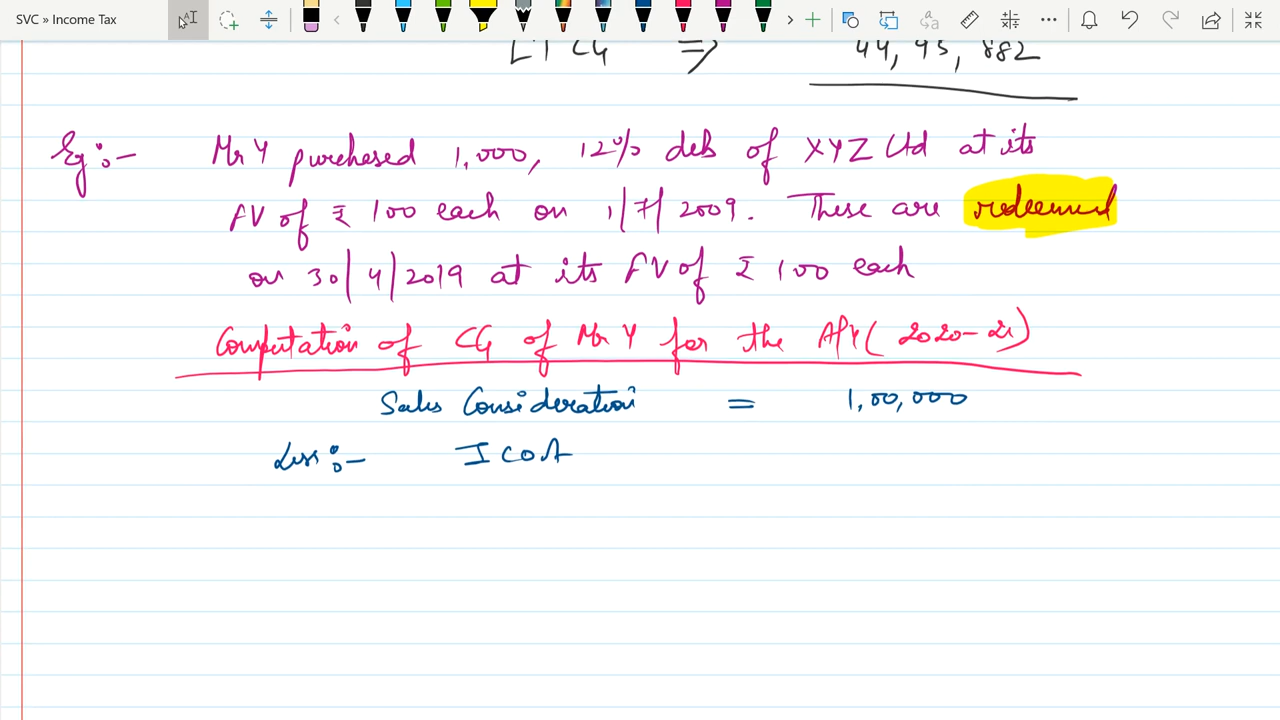 SVC » Income Tax
LTCG ⇒ 44,95,882
Eg:- Mr Y purchased 1,000, 12% deb of XYZ Ltd at its
FV of ₹ 100 each on 1/7/2009. These are redeemed
on 30/4/2019 at its FV of ₹ 100 each
Computation of CG of Mr Y for the A/Y (2020-21)
Sales Consideration = 1,00,000
Less:- ICOA